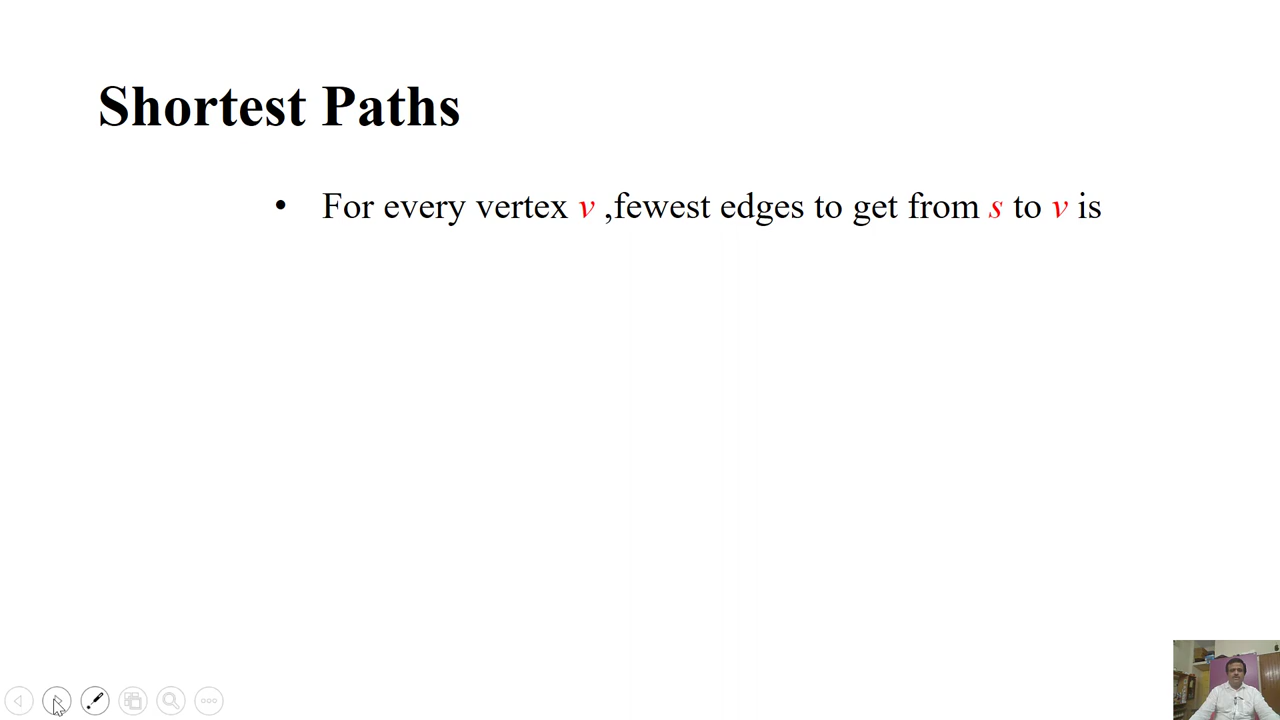 Shortest Paths
• For every vertex v ,fewest edges to get from s to v is